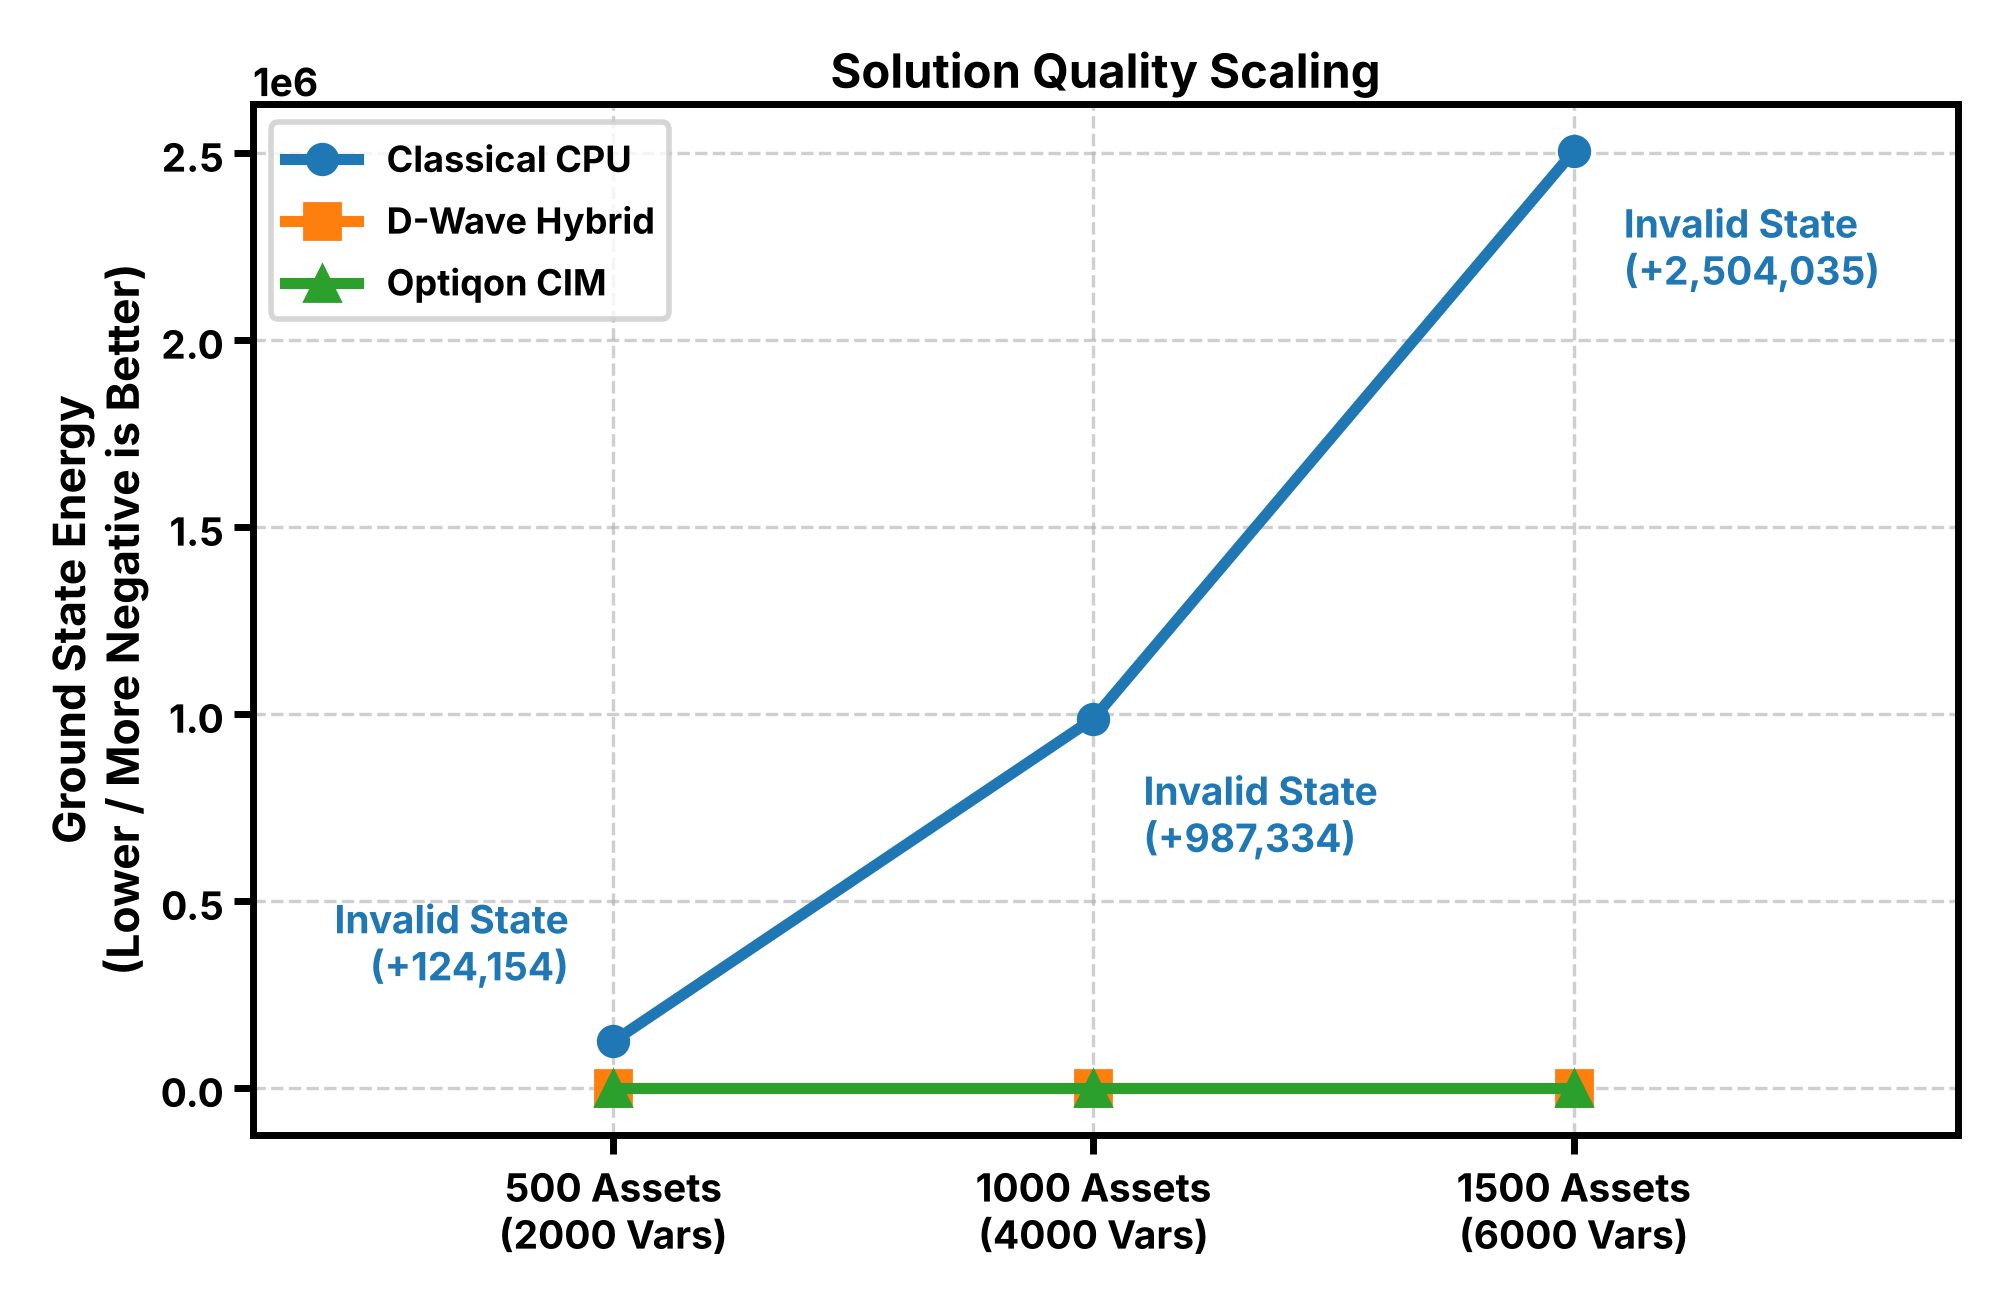 Solution Quality Scaling
1e6
Classical CPU
D-Wave Hybrid
Optiqon CIM
2.5
2.0
1.5
1.0
0.5
0.0
Ground State Energy
(Lower / More Negative is Better)
Invalid State
(+2,504,035)
Invalid State
(+987,334)
Invalid State
(+124,154)
500 Assets
(2000 Vars)
1000 Assets
(4000 Vars)
1500 Assets
(6000 Vars)